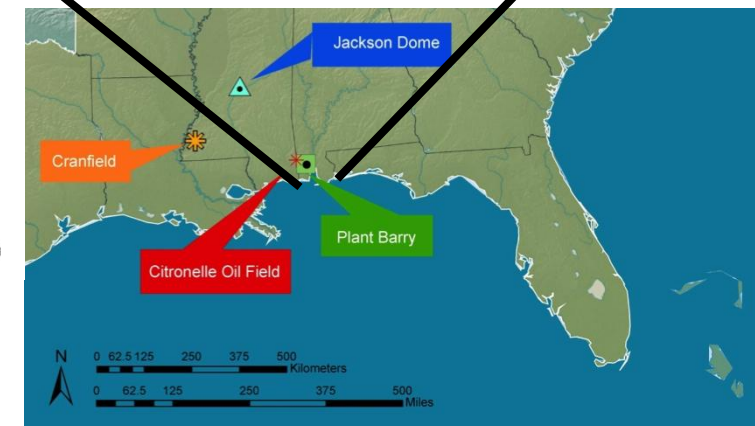 Jackson Dome
Cranfield
Plant Barry
Citronelle Oil Field
N
0 62.5 125 250 375 500
Kilometers
0 62.5 125 250 375 500
Miles